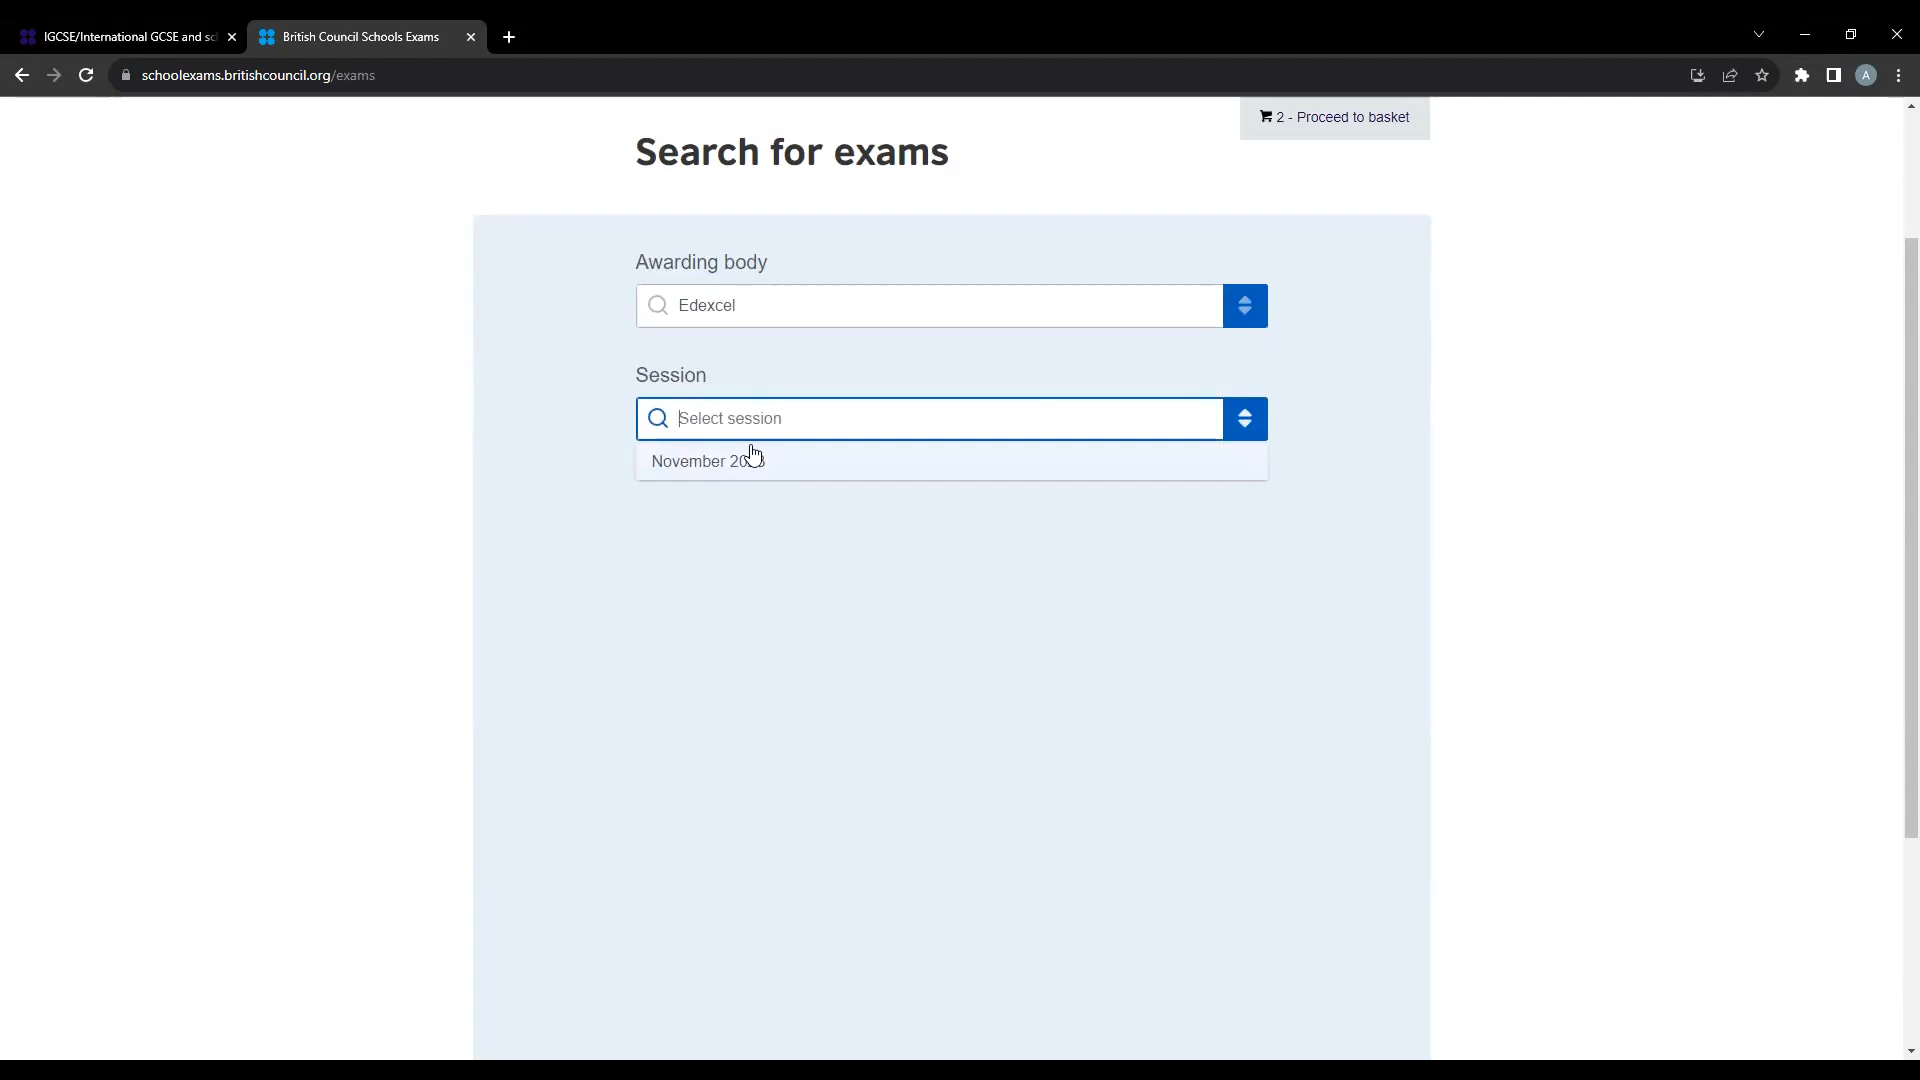 IGCSE/International GCSE and sc
British Council Schools Exams
schoolexams.britishcouncil.org/exams
A
2 - Proceed to basket
Search for exams
Awarding body
Edexcel
Session
Select session
November